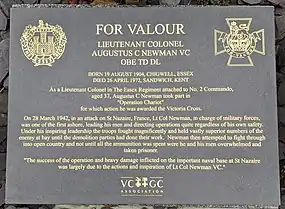 FOR VALOUR
LIEUTENANT COLONEL
AUGUSTUS C NEWMAN VC
OBE TD DL
BORN 19 AUGUST 1904, CHIGWELL, ESSEX
DIED 26 APRIL 1972, SANDWICH, KENT
As a Lieutenant Colonel in The Essex Regiment attached to No. 2 Commando,
aged 37, Augustus C Newman took part in
"Operation Chariot"
for which action he was awarded the Victoria Cross.
On 28 March 1942, in an attack on St Nazaire, France, Lt Col Newman, in charge of military forces,
was one of the first ashore, leading his men and directing operations quite regardless of his own safety.
Under his inspiring leadership the troops fought magnificently and held vastly superior numbers of the
enemy at bay until the demolition parties had done their work. Newman then attempted to fight through
into open country and not until all the ammunition was spent were he and his men overwhelmed and
taken prisoner.
"The success of the operation and heavy damage inflicted on the important naval base at St Nazaire
was largely due to the actions and inspiration of Lt Col Newman VC."
VC GC
ASSOCIATION